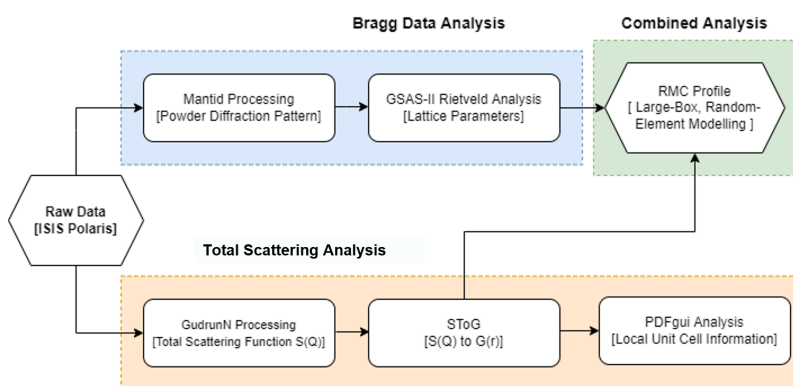 Bragg Data Analysis
Combined Analysis
Mantid Processing
[Powder Diffraction Pattern]
GSAS-II Rietveld Analysis
[Lattice Parameters]
RMC Profile
[ Large-Box, Random-
Element Modelling ]
Raw Data
[ISIS Polaris]
Total Scattering Analysis
GudrunN Processing
[Total Scattering Function S(Q)]
SToG
[S(Q) to G(r)]
PDFgui Analysis
[Local Unit Cell Information]